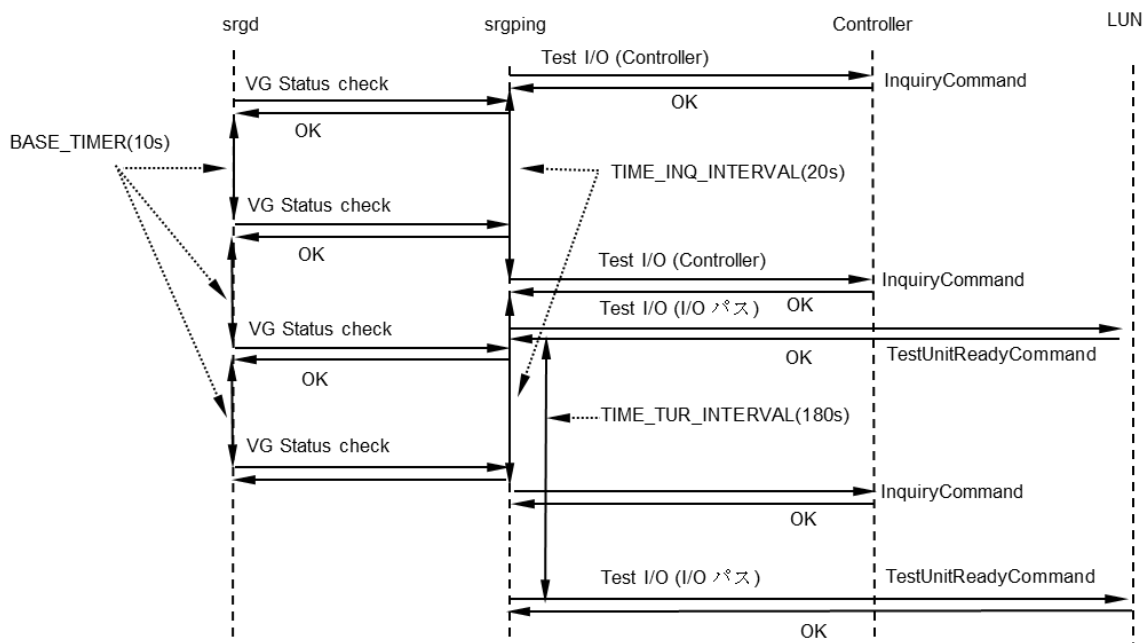 srgd
srgping
Controller
LUN
Test I/O (Controller)
InquiryCommand
VG Status check
OK
OK
BASE_TIMER(10s)
TIME_INQ_INTERVAL(20s)
VG Status check
OK
Test I/O (Controller)
InquiryCommand
OK
Test I/O (I/O パス)
VG Status check
OK
TestUnitReadyCommand
OK
TIME_TUR_INTERVAL(180s)
VG Status check
InquiryCommand
OK
Test I/O (I/O パス)
TestUnitReadyCommand
OK